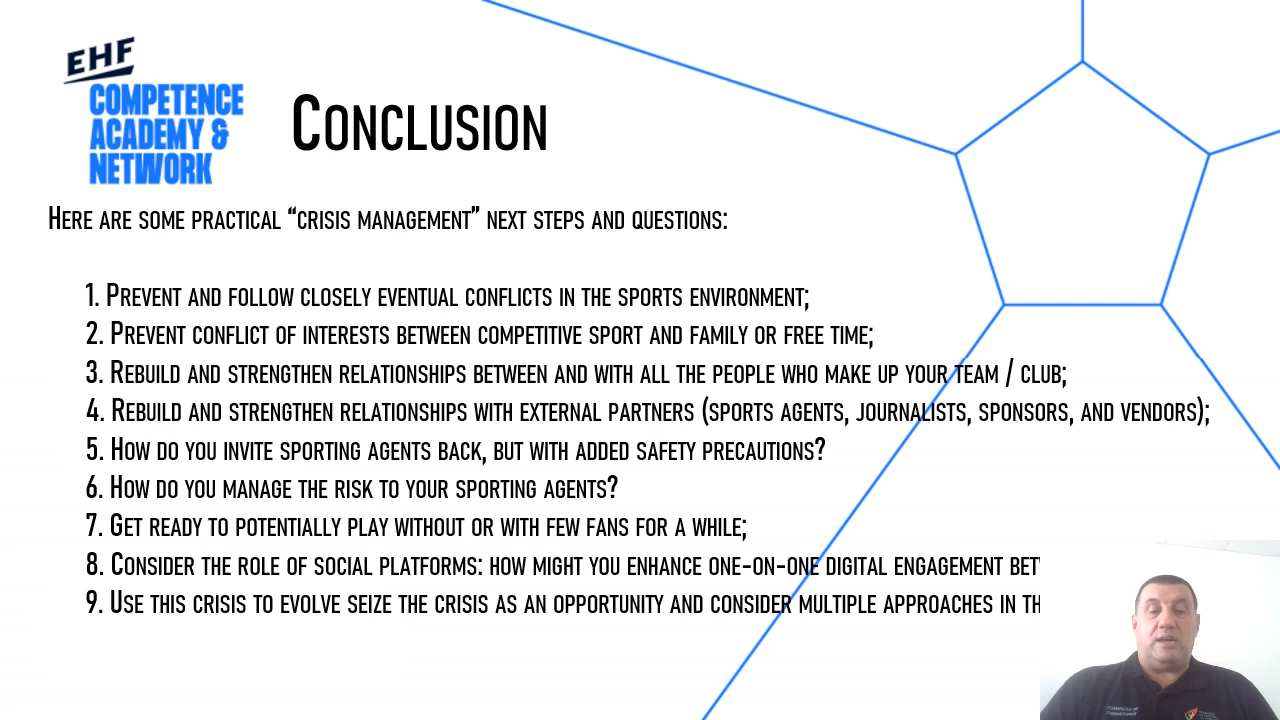 EHF
COMPETENCE
ACADEMY &
NETWORK
CONCLUSION
HERE ARE SOME PRACTICAL “CRISIS MANAGEMENT” NEXT STEPS AND QUESTIONS:
1. PREVENT AND FOLLOW CLOSELY EVENTUAL CONFLICTS IN THE SPORTS ENVIRONMENT;
2. PREVENT CONFLICT OF INTERESTS BETWEEN COMPETITIVE SPORT AND FAMILY OR FREE TIME;
3. REBUILD AND STRENGTHEN RELATIONSHIPS BETWEEN AND WITH ALL THE PEOPLE WHO MAKE UP YOUR TEAM / CLUB;
4. REBUILD AND STRENGTHEN RELATIONSHIPS WITH EXTERNAL PARTNERS (SPORTS AGENTS, JOURNALISTS, SPONSORS, AND VENDORS);
5. HOW DO YOU INVITE SPORTING AGENTS BACK, BUT WITH ADDED SAFETY PRECAUTIONS?
6. HOW DO YOU MANAGE THE RISK TO YOUR SPORTING AGENTS?
7. GET READY TO POTENTIALLY PLAY WITHOUT OR WITH FEW FANS FOR A WHILE;
8. CONSIDER THE ROLE OF SOCIAL PLATFORMS: HOW MIGHT YOU ENHANCE ONE-ON-ONE DIGITAL ENGAGEMENT
9. USE THIS CRISIS TO EVOLVE SEIZE THE CRISIS AS AN OPPORTUNITY AND CONSIDER MULTIPLE APPROACHES IN